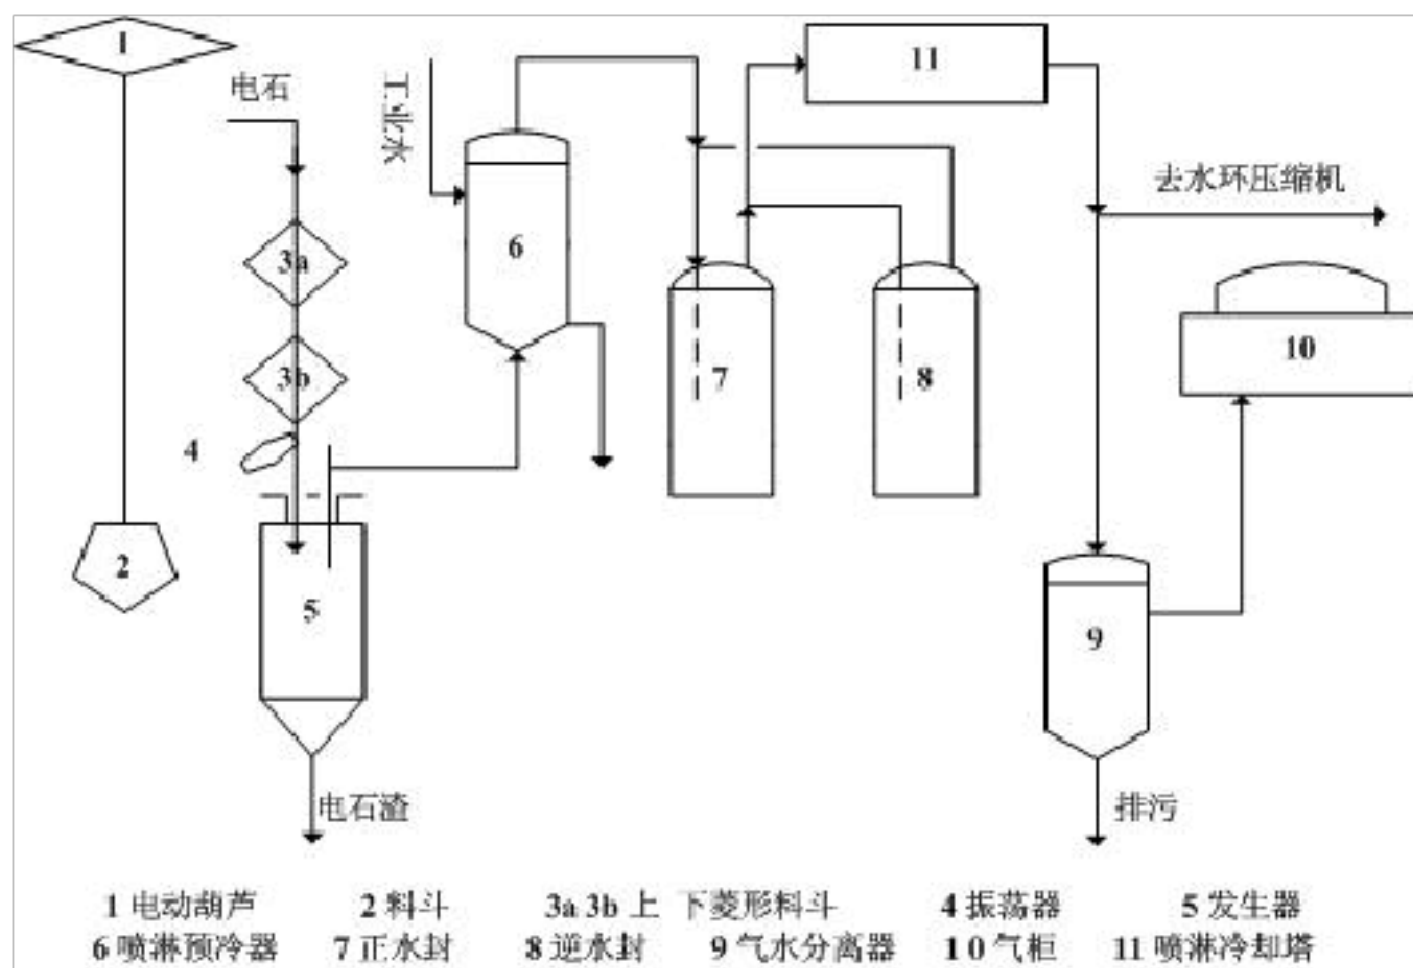 1
电石
工业水
11
去水环压缩机
3a
6
3b
7
8
10
4
2
5
9
电石渣
排污
1 电动葫芦 2 料斗 3a 3b 上 下菱形料斗 4 振荡器 5 发生器
6 喷淋预冷器 7 正水封 8 逆水封 9 气水分离器 10 气柜 11 喷淋冷却塔